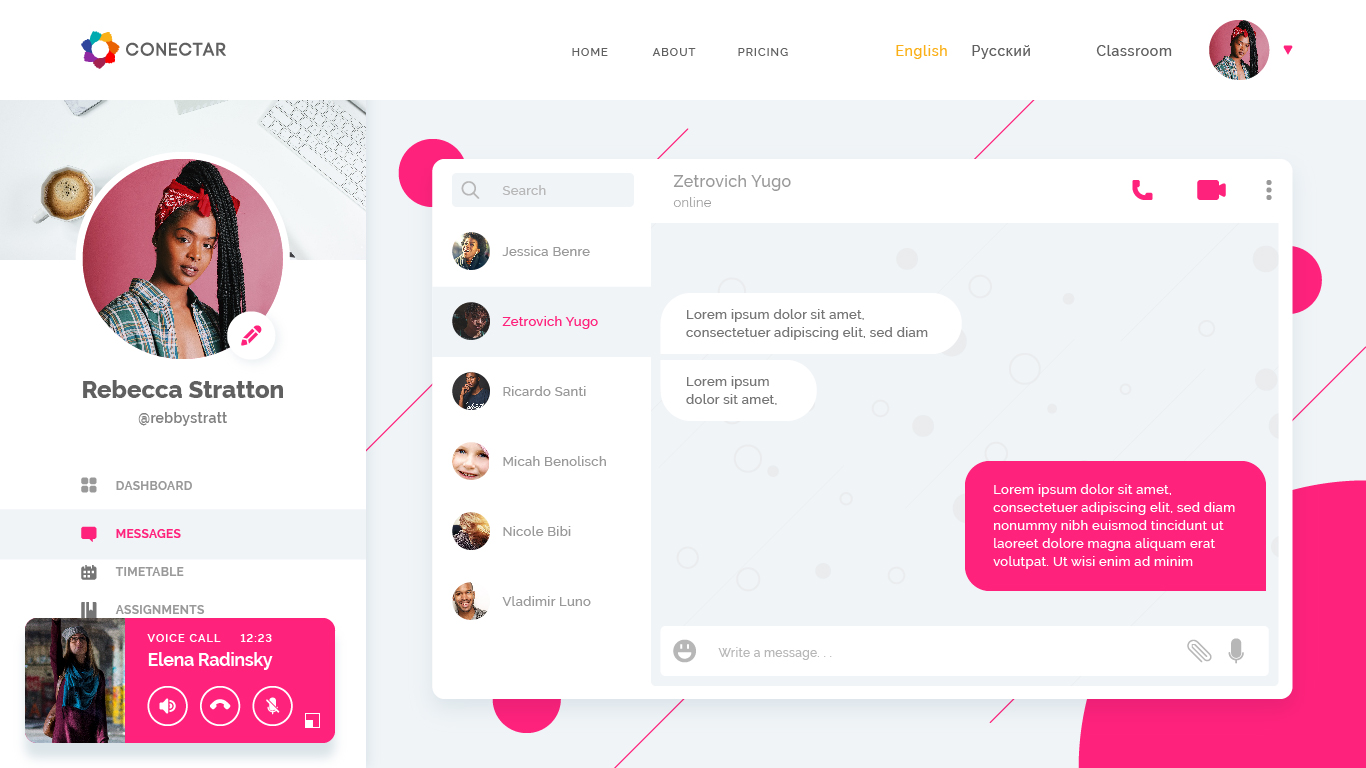 CONECTAR
HOME
ABOUT
PRICING
English
Русский
Classroom
Rebecca Stratton
@rebbystratt
DASHBOARD
MESSAGES
TIMETABLE
ASSIGNMENTS
VOICE CALL 12:23
Elena Radinsky
Search
Jessica Benre
Zetrovich Yugo
Ricardo Santi
Micah Benolisch
Nicole Bibi
Vladimir Luno
Zetrovich Yugo
online
Lorem ipsum dolor sit amet,
consectetuer adipiscing elit, sed diam
Lorem ipsum
dolor sit amet,
Lorem ipsum dolor sit amet,
consectetuer adipiscing elit, sed diam
nonummy nibh euismod tincidunt ut
laoreet dolore magna aliquam erat
volutpat. Ut wisi enim ad minim
Write a message. . .